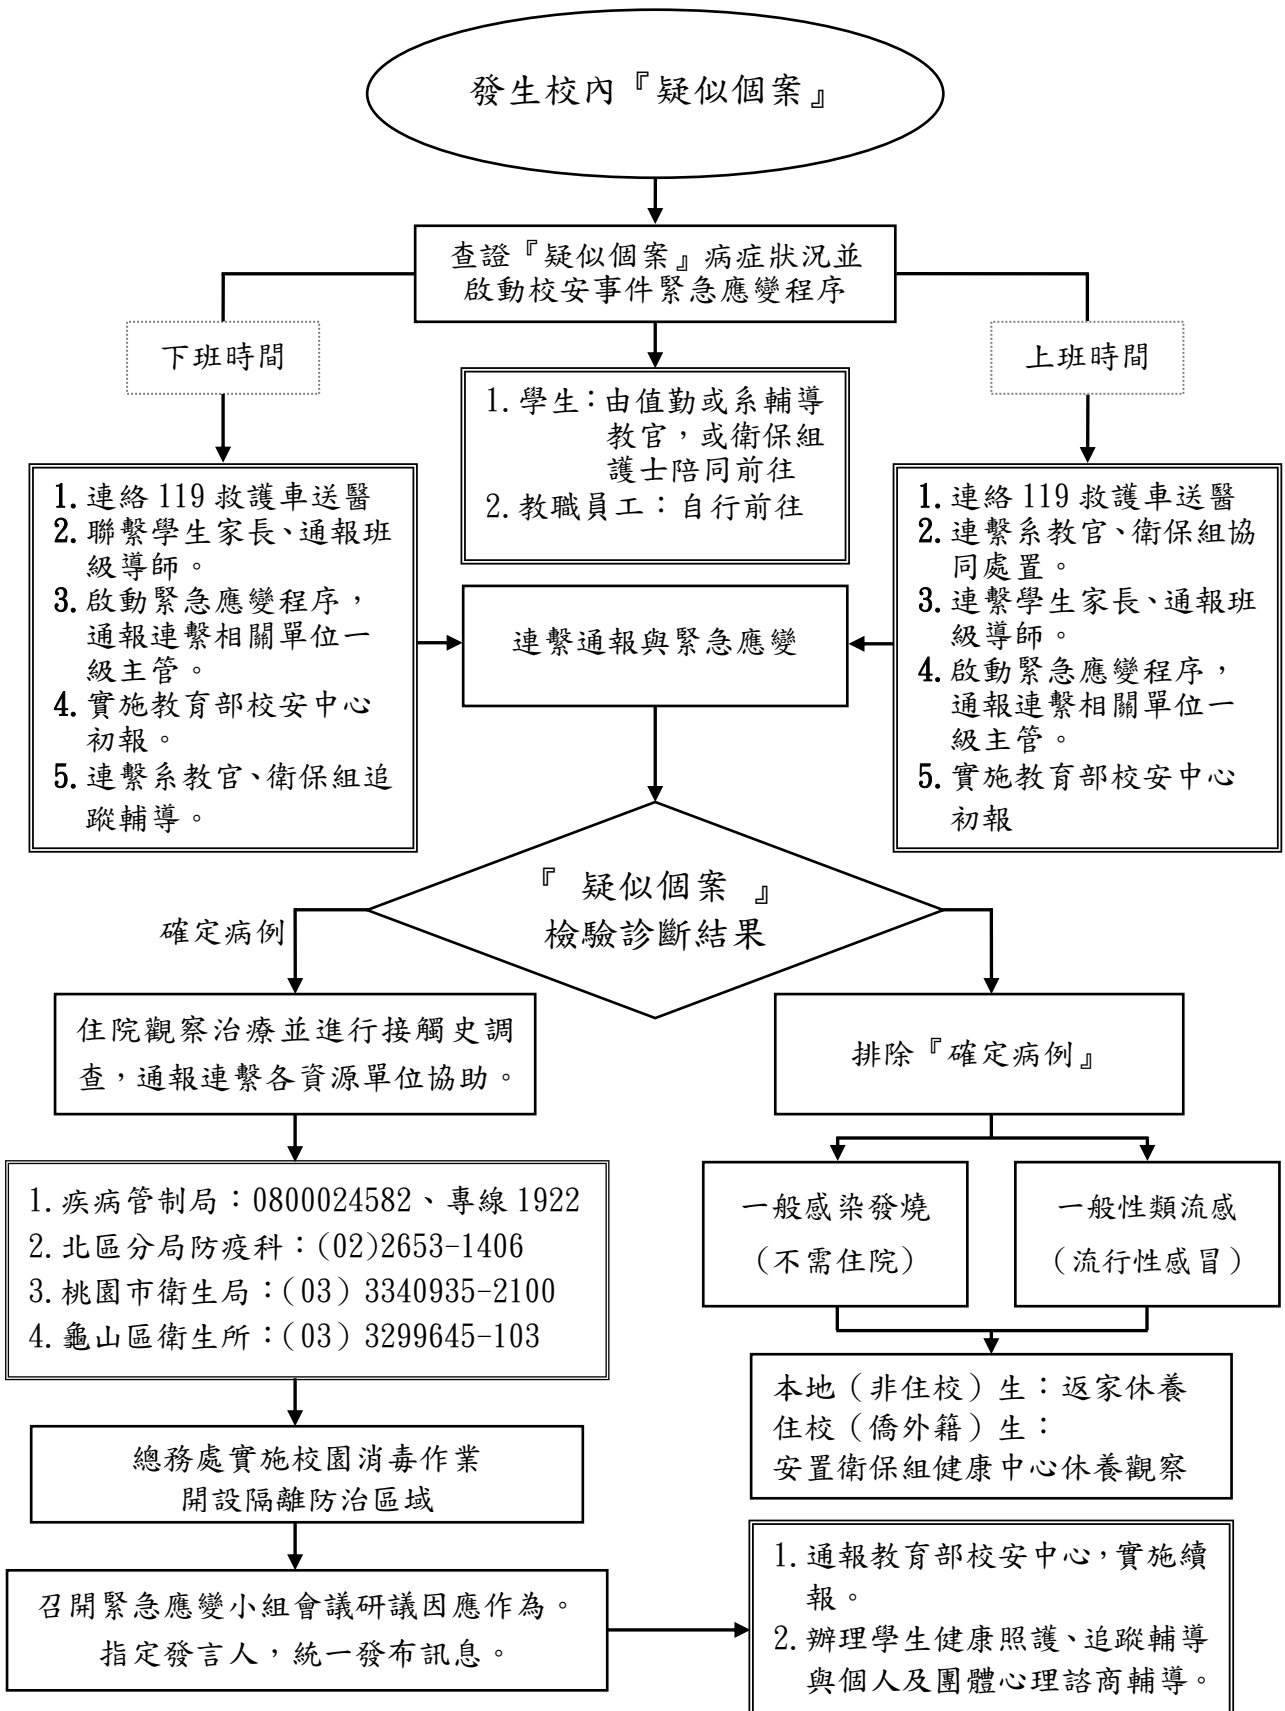 發生校內『疑似個案』
查證『疑似個案』病症狀況並
啟動校安事件緊急應變程序
下班時間
上班時間
1.學生：由值勤或系輔導
教官，或衛保組
護士陪同前往
2.教職員工：自行前往
1.連絡 119 救護車送醫
2.聯繫學生家長、通報班
級導師。
3.啟動緊急應變程序，
通報連繫相關單位一
級主管。
4.實施教育部校安中心
初報。
5.連繫系教官、衛保組追
蹤輔導。
連繫通報與緊急應變
1.連絡 119 救護車送醫
2.連繫系教官、衛保組協
同處置。
3.連繫學生家長、通報班
級導師。
4.啟動緊急應變程序，
通報連繫相關單位一
級主管。
5.實施教育部校安中心
初報
『 疑似個案 』
檢驗診斷結果
確定病例
住院觀察治療並進行接觸史調
查，通報連繫各資源單位協助。
排除『確定病例』
1.疾病管制局：0800024582、專線 1922
2.北區分局防疫科：(02)2653-1406
3.桃園市衛生局：(03) 3340935-2100
4.龜山區衛生所：(03) 3299645-103
一般感染發燒
（不需住院）
一般性類流感
（流行性感冒）
本地（非住校）生：返家休養
住校（僑外籍）生：
安置衛保組健康中心休養觀察
總務處實施校園消毒作業
開設隔離防治區域
召開緊急應變小組會議研議因應作為。
指定發言人，統一發布訊息。
1.通報教育部校安中心，實施續
報。
2.辦理學生健康照護、追蹤輔導
與個人及團體心理諮商輔導。